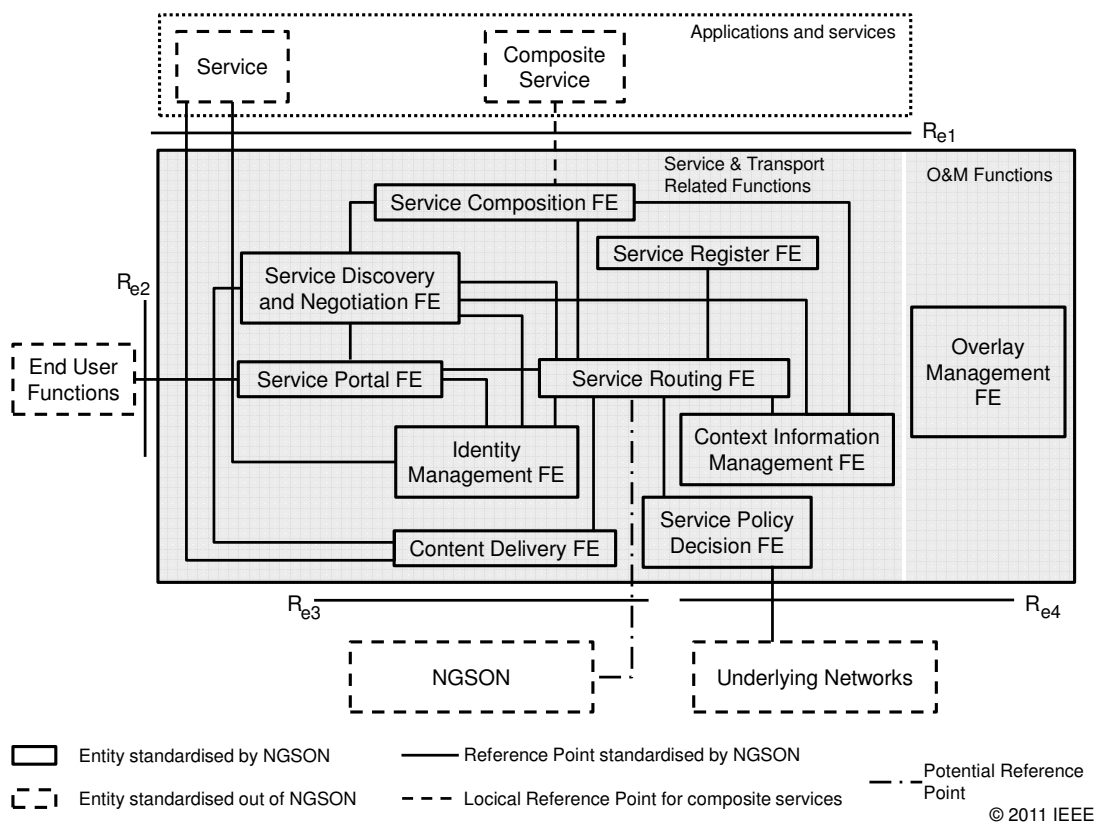 Applications and services
Service
Composite
Service
Re1
Service & Transport
Related Functions
O&M Functions
Service Composition FE
Service Register FE
Service Discovery
and Negotiation FE
Re2
End User
Functions
Service Portal FE
Service Routing FE
Overlay
Management
FE
Identity
Management FE
Context Information
Management FE
Service Policy
Decision FE
Content Delivery FE
Re3
Re4
NGSON
Underlying Networks
Entity standardised by NGSON
Reference Point standardised by NGSON
Entity standardised out of NGSON
Locical Reference Point for composite services
Potential Reference
Point
© 2011 IEEE